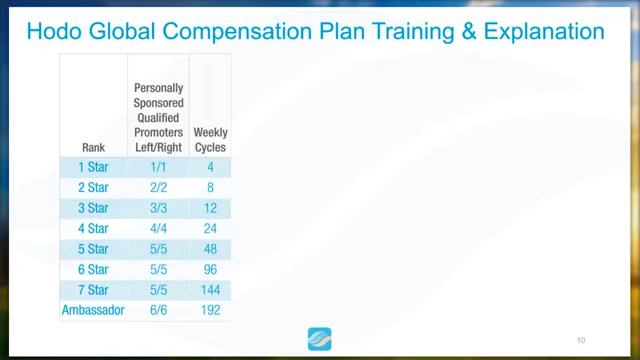 Hodo Global Compensation Plan Training & Explanation
Personally
Sponsored
Qualified
Promoters Weekly
Rank Left/Right Cycles
1 Star 1/1 4
2 Star 2/2 8
3 Star 3/3 12
4 Star 4/4 24
5 Star 5/5 48
6 Star 5/5 96
7 Star 5/5 144
Ambassador 6/6 192
10